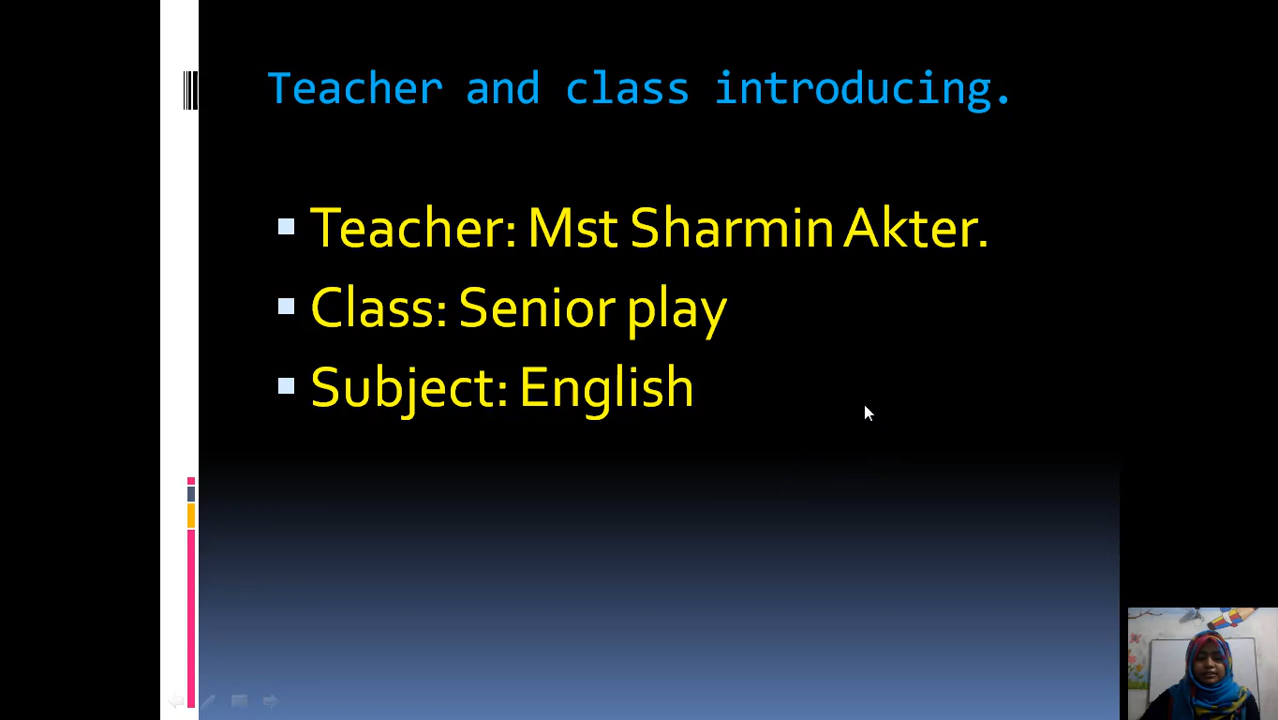 Teacher and class introducing.
Teacher: Mst Sharmin Akter.
Class: Senior play
Subject: English